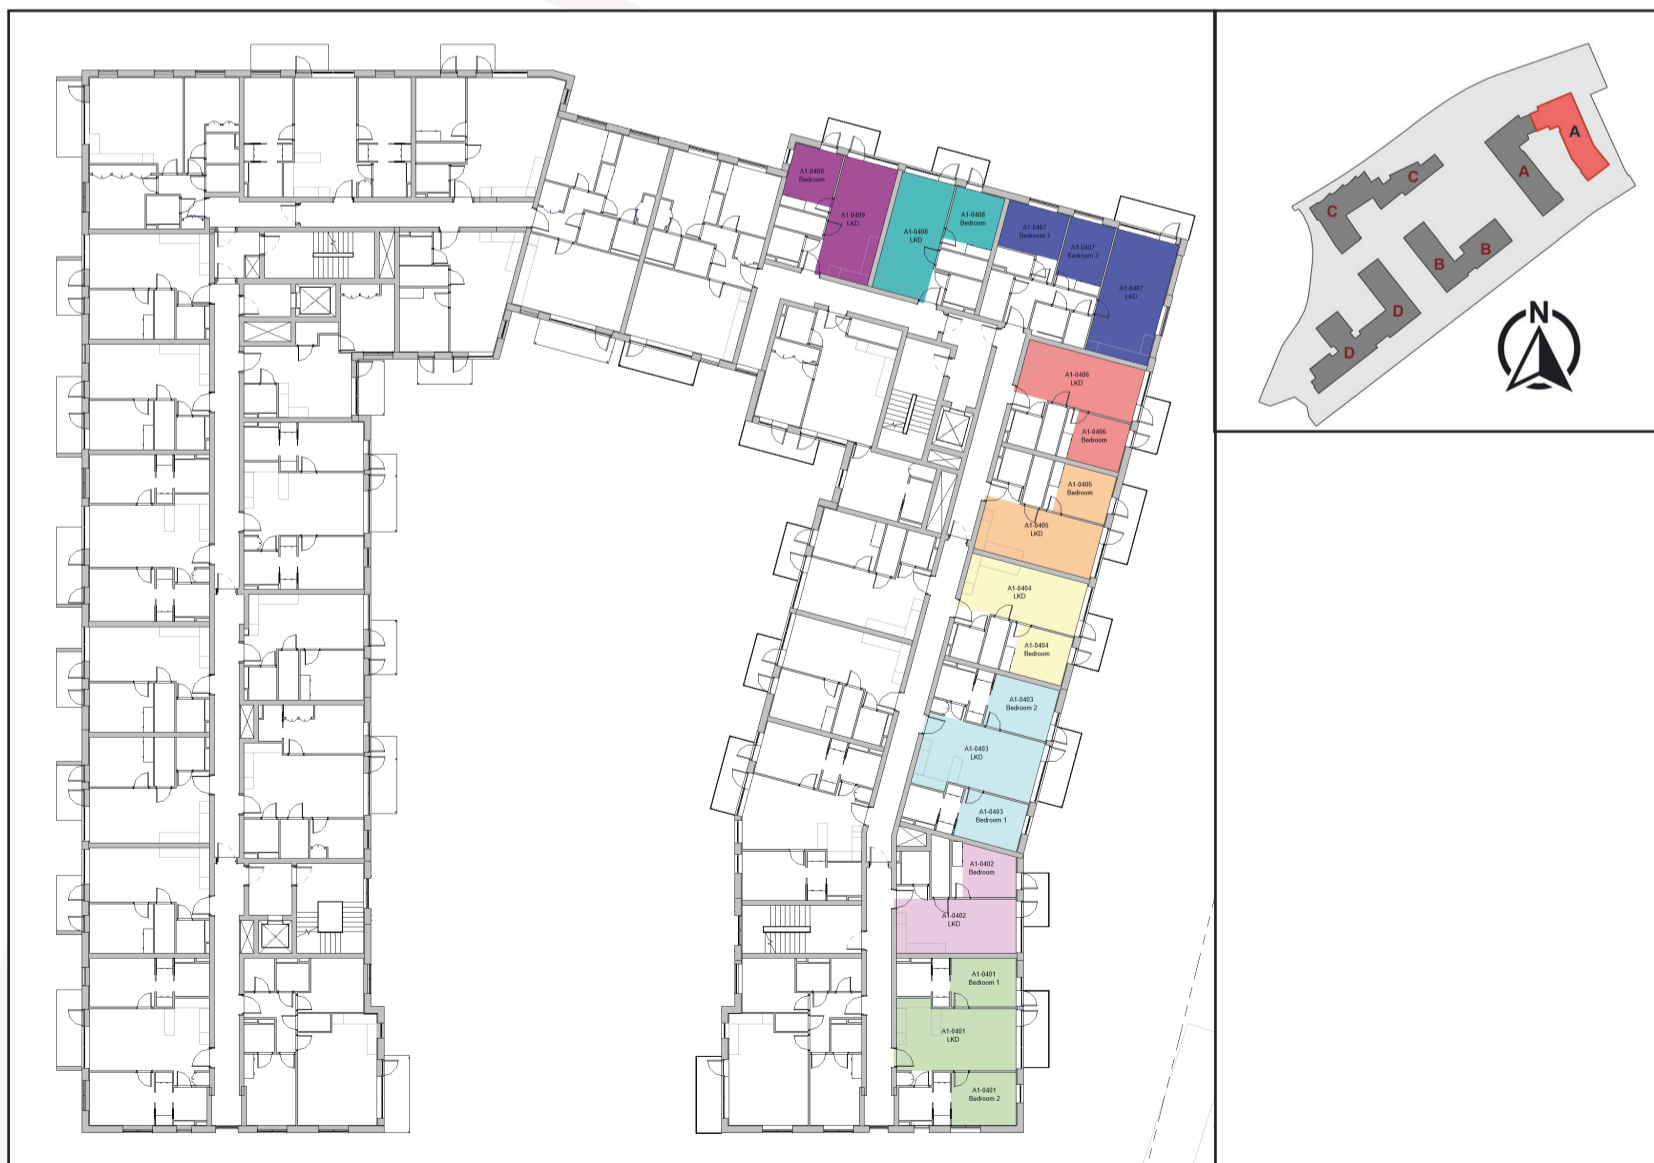 A1-0409
Bedroom
A1-0409
LKD
A1-0408
LKD
A1-0408
Bedroom
A1-0407
Bedroom 1
A1-0407
Bedroom 2
A1-0407
LKD
A1-0406
LKD
A1-0406
Bedroom
A1-0405
Bedroom
A1-0405
LKD
A1-0404
LKD
A1-0404
Bedroom
A1-0403
Bedroom 2
A1-0403
LKD
A1-0403
Bedroom 1
A1-0402
Bedroom
A1-0402
LKD
A1-0401
Bedroom 1
A1-0401
LKD
A1-0401
Bedroom 2
A
A
C
C
B
B
D
D
N